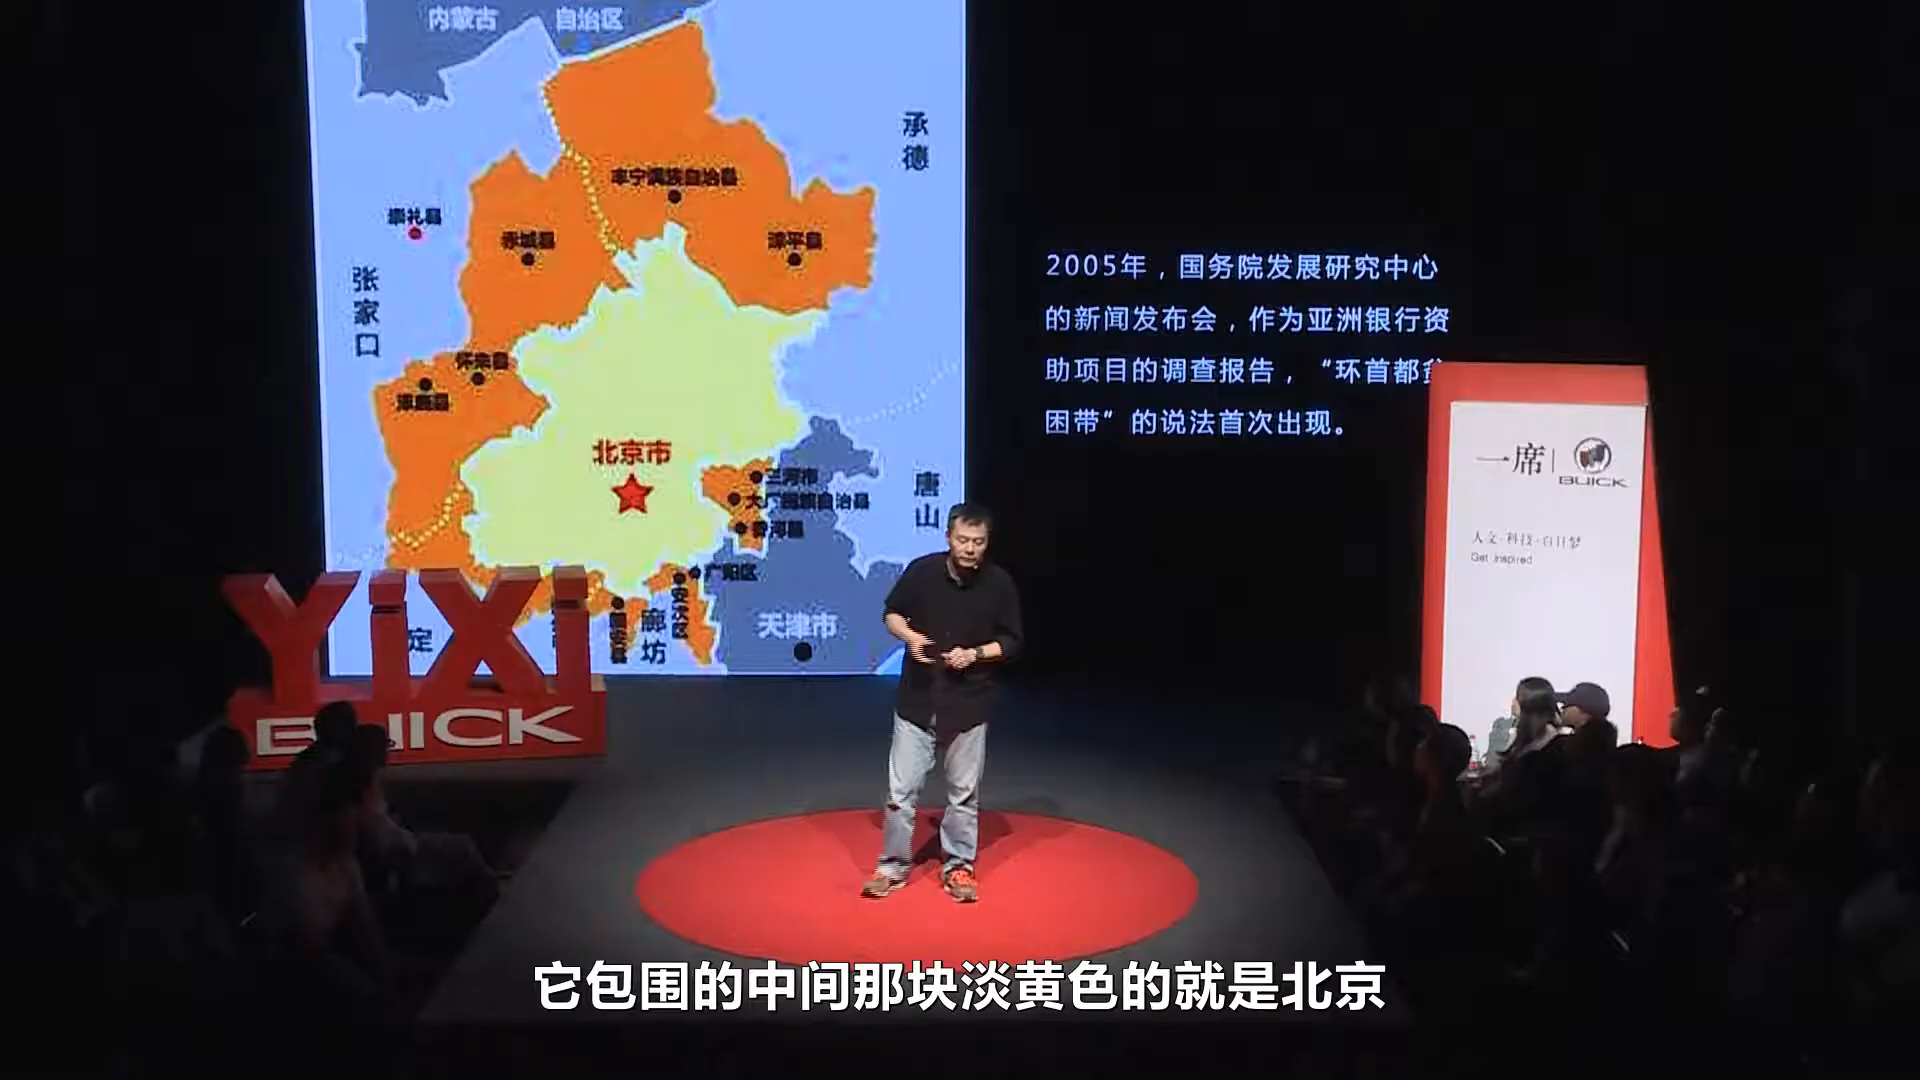 内蒙古 自治区
承德
丰宁满族自治县
崇礼县
赤城县
滦平县
张家口
怀来县
涿鹿县
北京市
三河市
大厂回族自治县
香河县
唐山
广阳区
安次区
固安县
廊坊
定
天津市
2005年，国务院发展研究中心
的新闻发布会，作为亚洲银行资
助项目的调查报告，“环首都贫
困带”的说法首次出现。
一席 |
BUICK
人文·科技·白日梦
Get inspired
YiXi
BUICK
它包围的中间那块淡黄色的就是北京